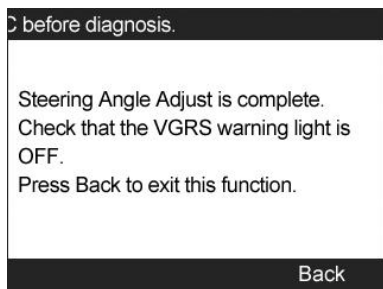 C before diagnosis.
Steering Angle Adjust is complete.
Check that the VGRS warning light is
OFF.
Press Back to exit this function.
Back